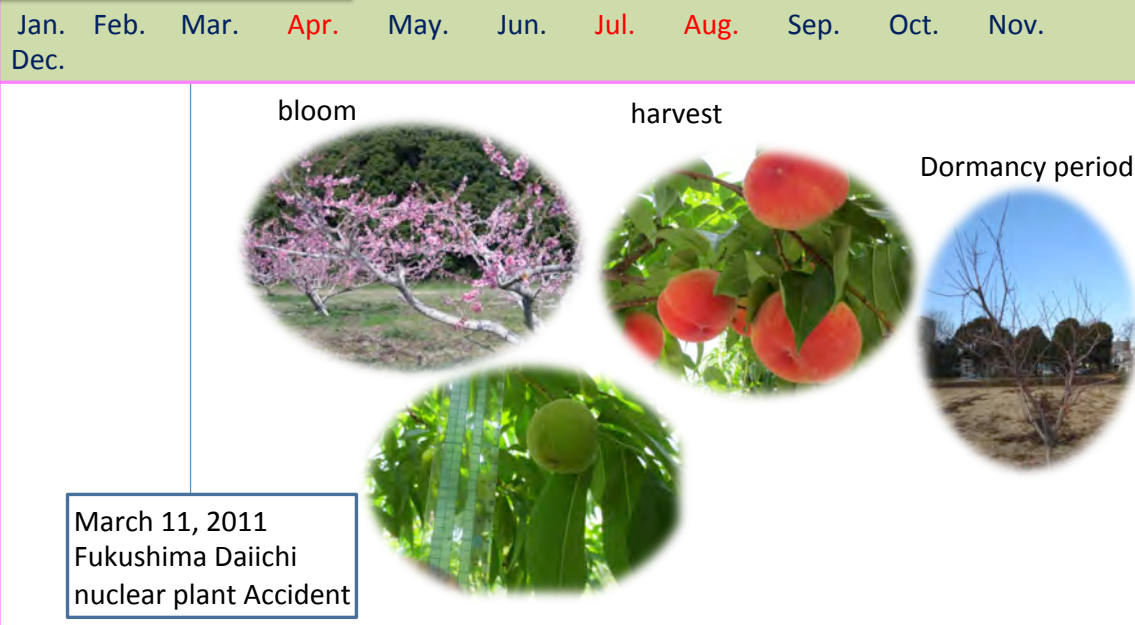 Jan. Feb. Mar. Apr. May. Jun. Jul. Aug. Sep. Oct. Nov.
Dec.
bloom
harvest
Dormancy period
March 11, 2011
Fukushima Daiichi
nuclear plant Accident